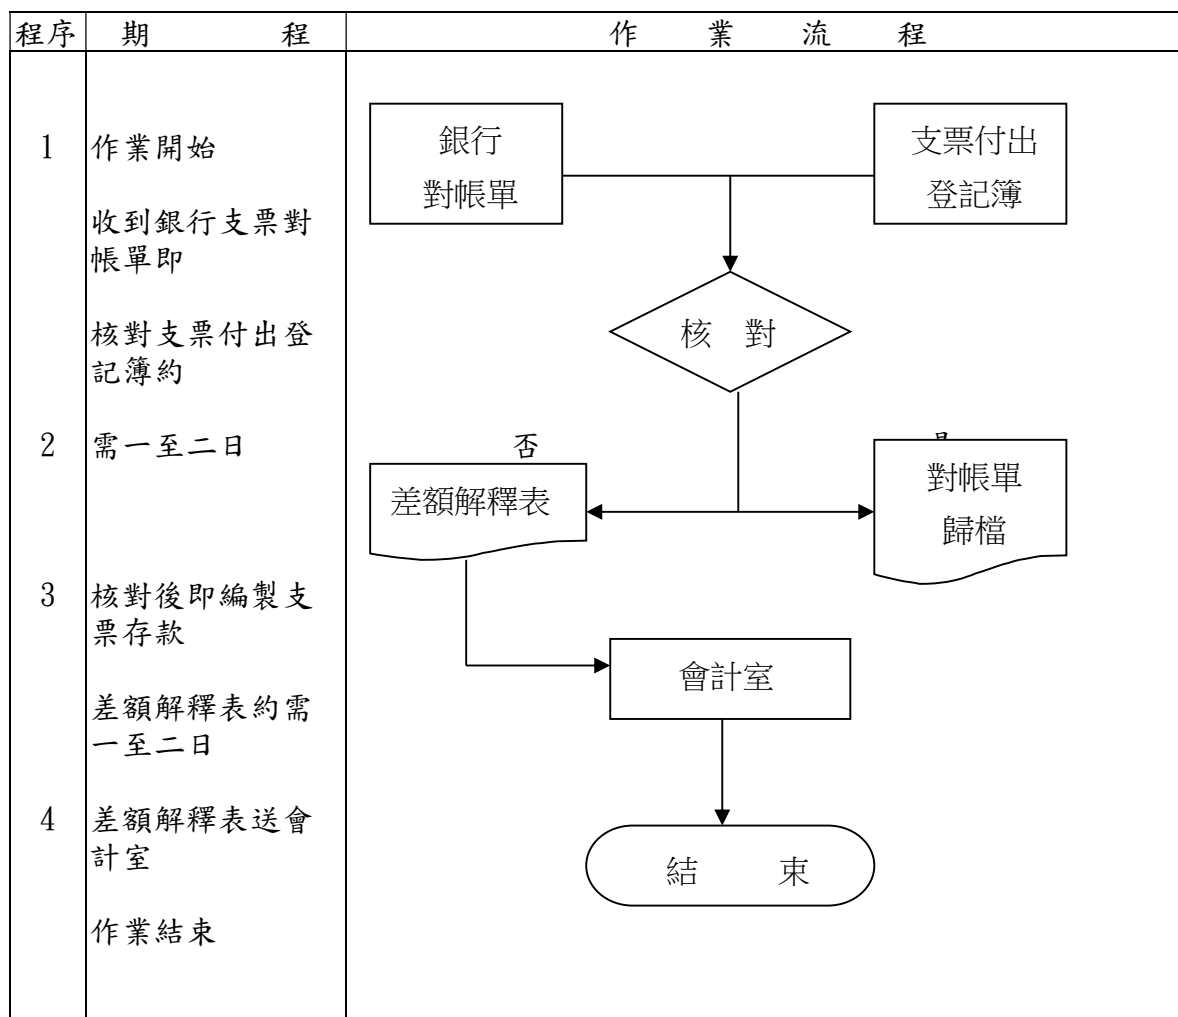 程序 期 程 作 業 流 程
1 作業開始
收到銀行支票對
帳單即
核對支票付出登
記簿約
2 需一至二日
3 核對後即編製支
票存款
差額解釋表約需
一至二日
4 差額解釋表送會
計室
作業結束
銀行
對帳單
支票付出
登記簿
核 對
否
差額解釋表
對帳單
歸檔
會計室
結 束